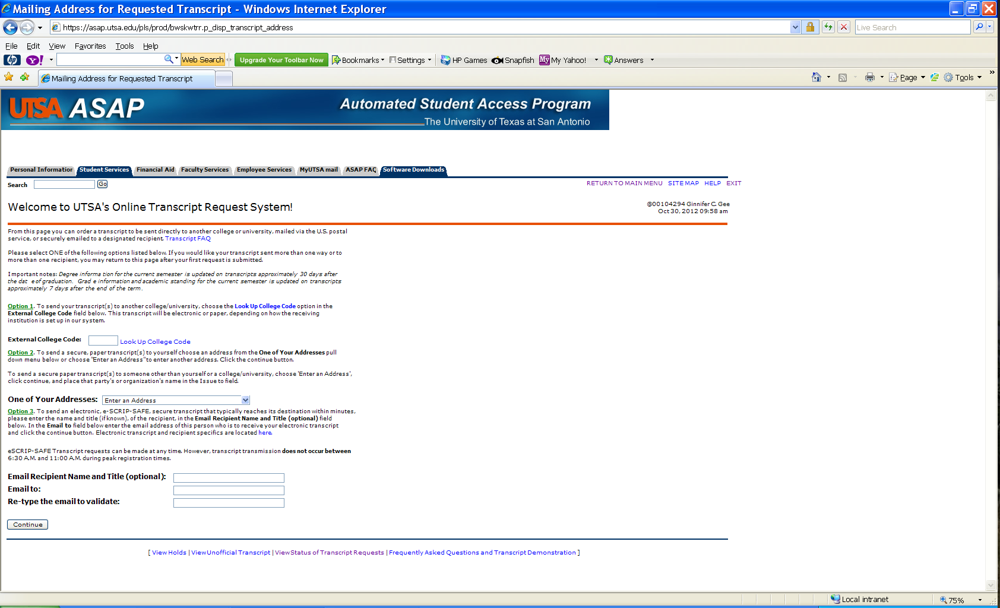 Mailing Address for Requested Transcript - Windows Internet Explorer
https://asap.utsa.edu/pls/prod/bwskwtrr.p_disp_transcript_address
Live Search
File Edit View Favorites Tools Help
hp Y! Web Search Upgrade Your Toolbar Now Bookmarks Settings HP Games Snapfish My My Yahoo! Answers
Mailing Address for Requested Transcript
Page Tools »
UTSA ASAP Automated Student Access Program
The University of Texas at San Antonio
Personal Information Student Services Financial Aid Faculty Services Employee Services MyUTSA mail ASAP FAQ Software Downloads
Search Go
RETURN TO MAIN MENU SITE MAP HELP EXIT
Welcome to UTSA's Online Transcript Request System!
@00104294 Ginnifer C. Gee
Oct 30, 2012 09:58 am
From this page you can order a transcript to be sent directly to another college or university, mailed via the U.S. postal
service, or securely emailed to a designated recipient. Transcript FAQ
Please select ONE of the following options listed below. If you would like your transcript sent more than one way or to
more than one recipient, you may return to this page after your first request is submitted.
Important notes: Degree informa tion for the current semester is updated on transcripts approximately 30 days after
the dat e of graduation. Grad e information and academic standing for the current semester is updated on transcripts
approximately 7 days after the end of the term.
Option 1. To send your transcript(s) to another college/university, choose the Look Up College Code option in the
External College Code field below. This transcript will be electronic or paper, depending on how the receiving
institution is set up in our system.
External College Code: Look Up College Code
Option 2. To send a secure, paper transcript(s) to yourself choose an address from the One of Your Addresses pull
down menu below or choose "Enter an Address" to enter another address. Click the continue button.
To send a secure paper transcript(s) to someone other than yourself or a college/university, choose 'Enter an Address',
click continue, and place that party's or organization's name in the Issue to field.
One of Your Addresses: Enter an Address
Option 3. To send an electronic, e-SCRIP-SAFE, secure transcript that typically reaches its destination within minutes,
please enter the name and title (if known), of the recipient, in the Email Recipient Name and Title (optional) field
below. In the Email to field below enter the email address of this person who is to receive your electronic transcript
and click the continue button. Electronic transcript and recipient specifics are located here.
eSCRIP-SAFE Transcript requests can be made at any time. However, transcript transmission does not occur between
6:30 A.M. and 11:00 A.M. during peak registration times.
Email Recipient Name and Title (optional):
Email to:
Re-type the email to validate:
Continue
[ View Holds | View Unofficial Transcript | View Status of Transcript Requests | Frequently Asked Questions and Transcript Demonstration ]
Local intranet 75%